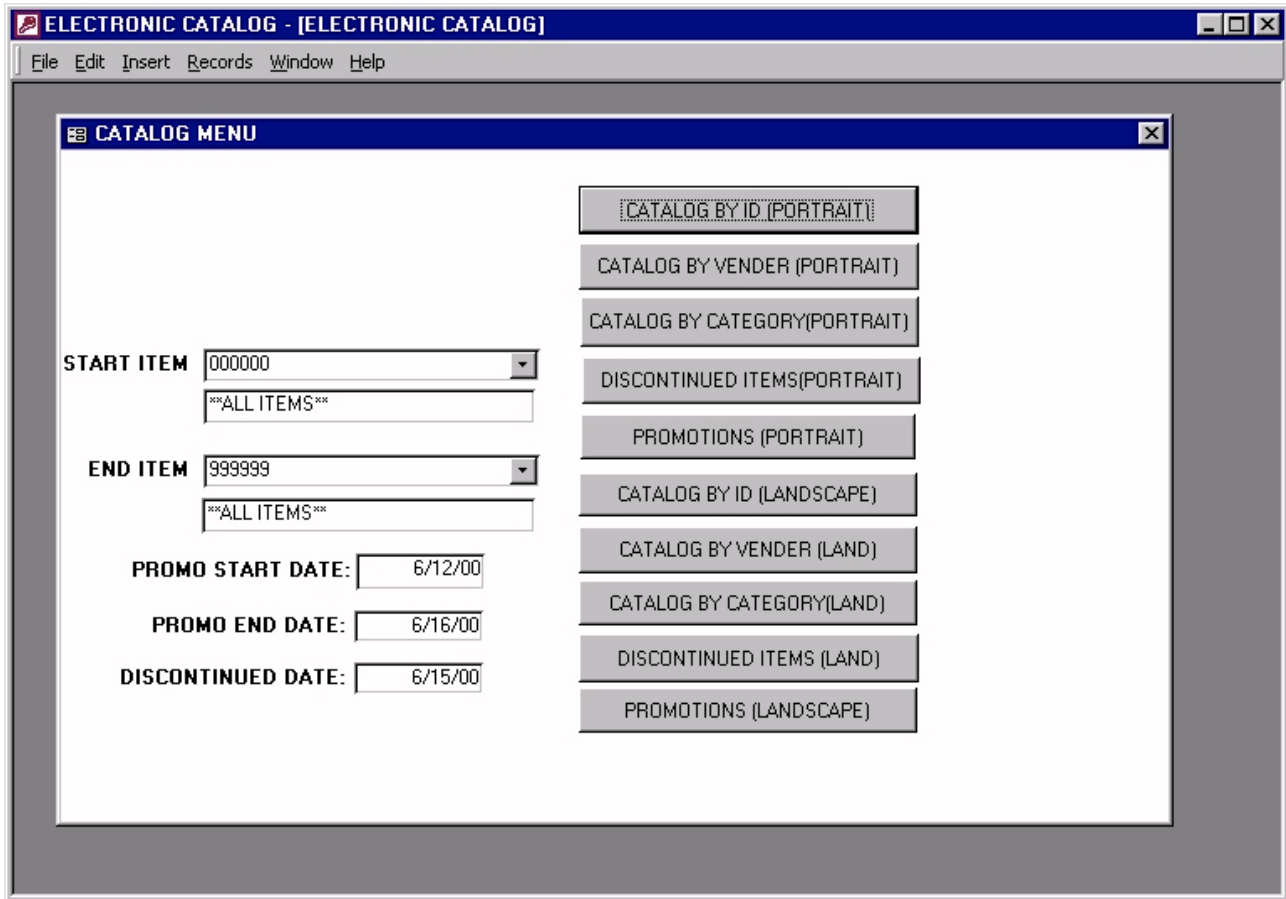 ELECTRONIC CATALOG - [ELECTRONIC CATALOG]
File Edit Insert Records Window Help
CATALOG MENU
START ITEM 000000
**ALL ITEMS**
END ITEM 999999
**ALL ITEMS**
PROMO START DATE: 6/12/00
PROMO END DATE: 6/16/00
DISCONTINUED DATE: 6/15/00
CATALOG BY ID (PORTRAIT)
CATALOG BY VENDER (PORTRAIT)
CATALOG BY CATEGORY(PORTRAIT)
DISCONTINUED ITEMS(PORTRAIT)
PROMOTIONS (PORTRAIT)
CATALOG BY ID (LANDSCAPE)
CATALOG BY VENDER (LAND)
CATALOG BY CATEGORY(LAND)
DISCONTINUED ITEMS (LAND)
PROMOTIONS (LANDSCAPE)